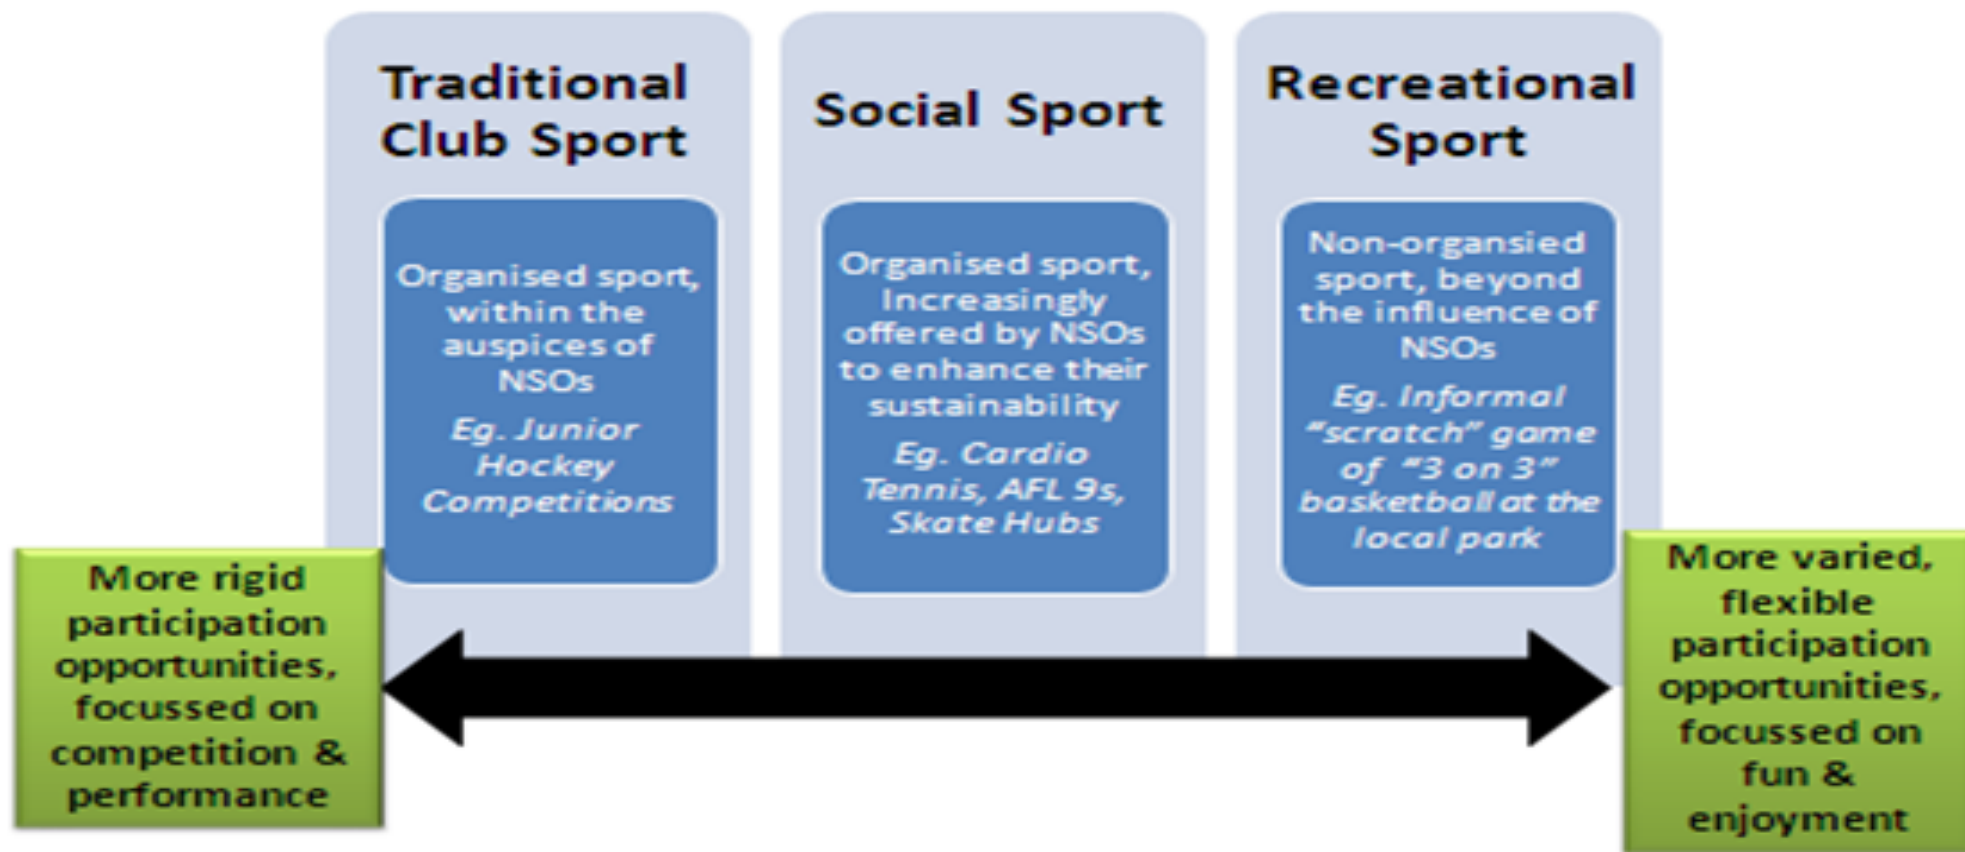 Traditional
Club Sport
Organised sport,
within the
auspices of
NSOs
Eg. Junior
Hockey
Competitions
Social Sport
Organised sport,
Increasingly
offered by NSOs
to enhance their
sustainability
Eg. Cardio
Tennis, AFL 9s,
Skate Hubs
Recreational
Sport
Non-organsied
sport, beyond
the influence of
NSOs
Eg. Informal
“scratch” game
of “3 on 3”
basketball at the
local park
More rigid
participation
opportunities,
focussed on
competition &
performance
More varied,
flexible
participation
opportunities,
focussed on
fun &
enjoyment